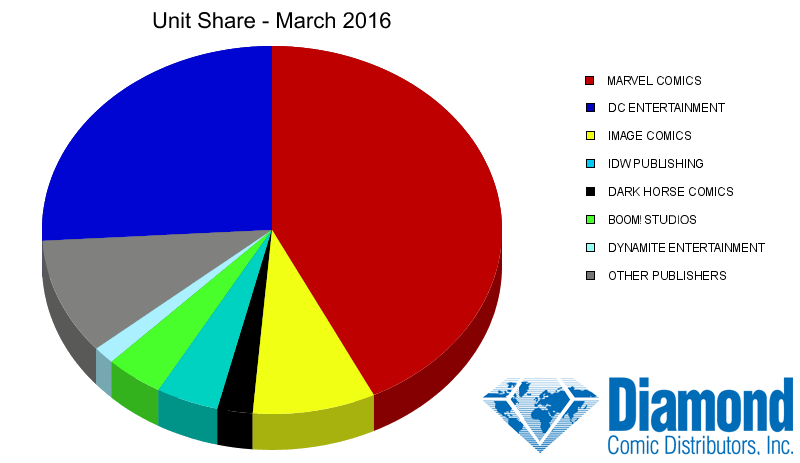 Unit Share - March 2016
MARVEL COMICS
DC ENTERTAINMENT
IMAGE COMICS
IDW PUBLISHING
DARK HORSE COMICS
BOOM! STUDIOS
DYNAMITE ENTERTAINMENT
OTHER PUBLISHERS
Diamond
Comic Distributors, Inc.